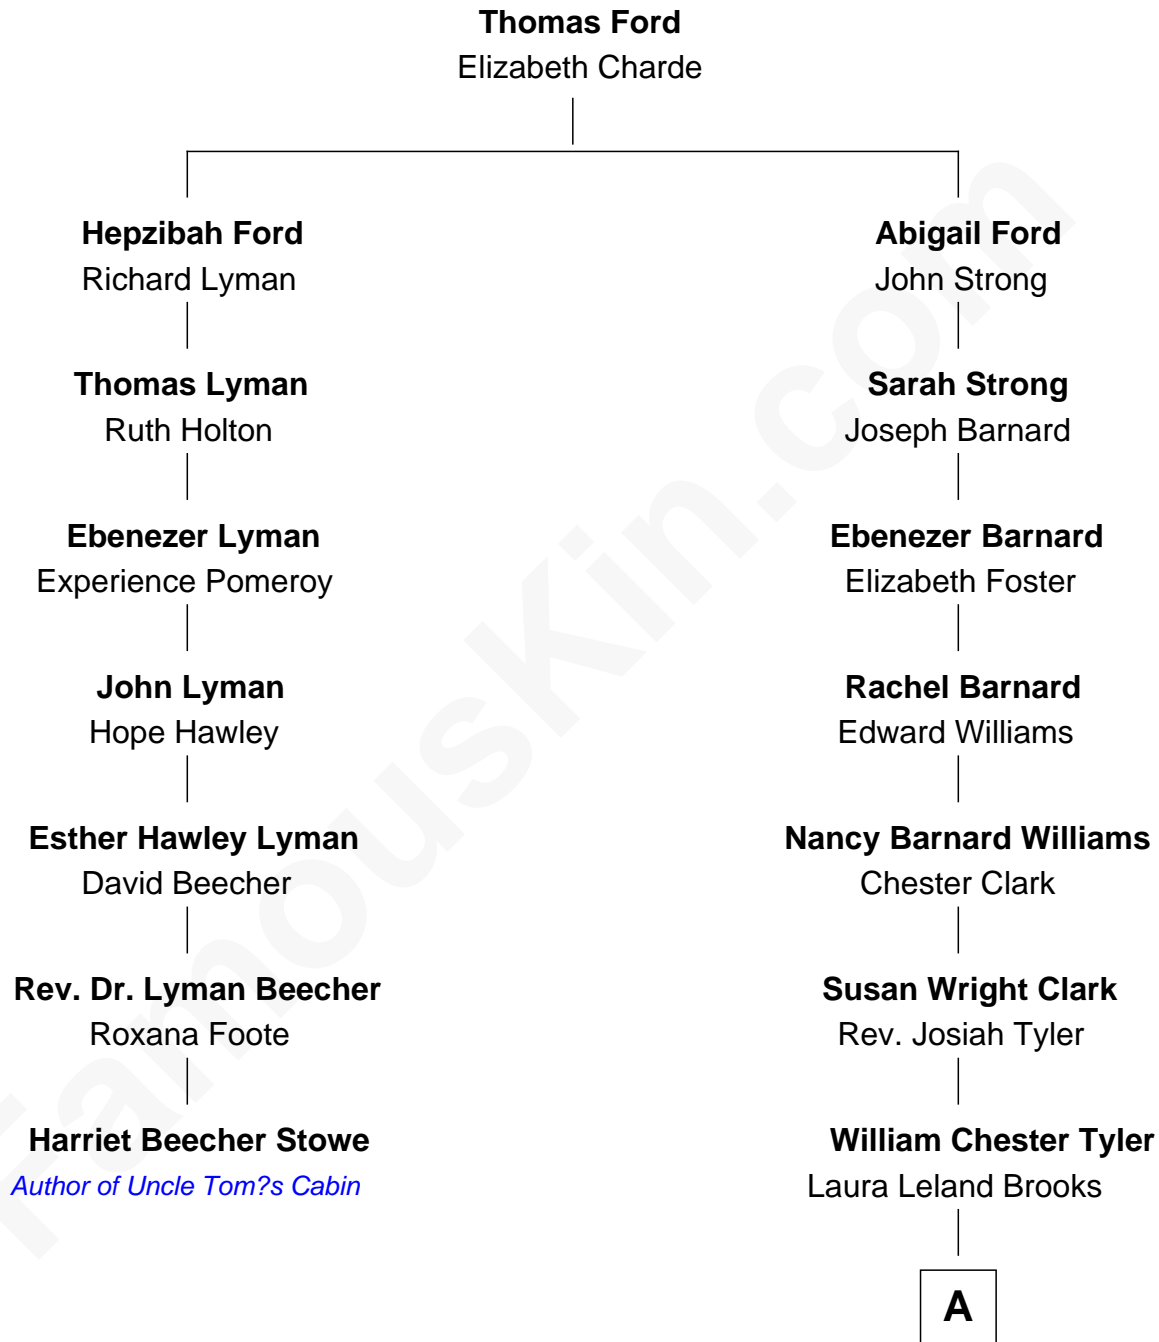 Thomas Ford
Elizabeth Charde
Hepzibah Ford
Richard Lyman
Abigail Ford
John Strong
Thomas Lyman
Ruth Holton
Sarah Strong
Joseph Barnard
Ebenezer Lyman
Experience Pomeroy
Ebenezer Barnard
Elizabeth Foster
John Lyman
Hope Hawley
Rachel Barnard
Edward Williams
Esther Hawley Lyman
David Beecher
Nancy Barnard Williams
Chester Clark
Rev. Dr. Lyman Beecher
Roxana Foote
Susan Wright Clark
Rev. Josiah Tyler
Harriet Beecher Stowe
Author of Uncle Tom?s Cabin
William Chester Tyler
Laura Leland Brooks
A
FamousKin.com